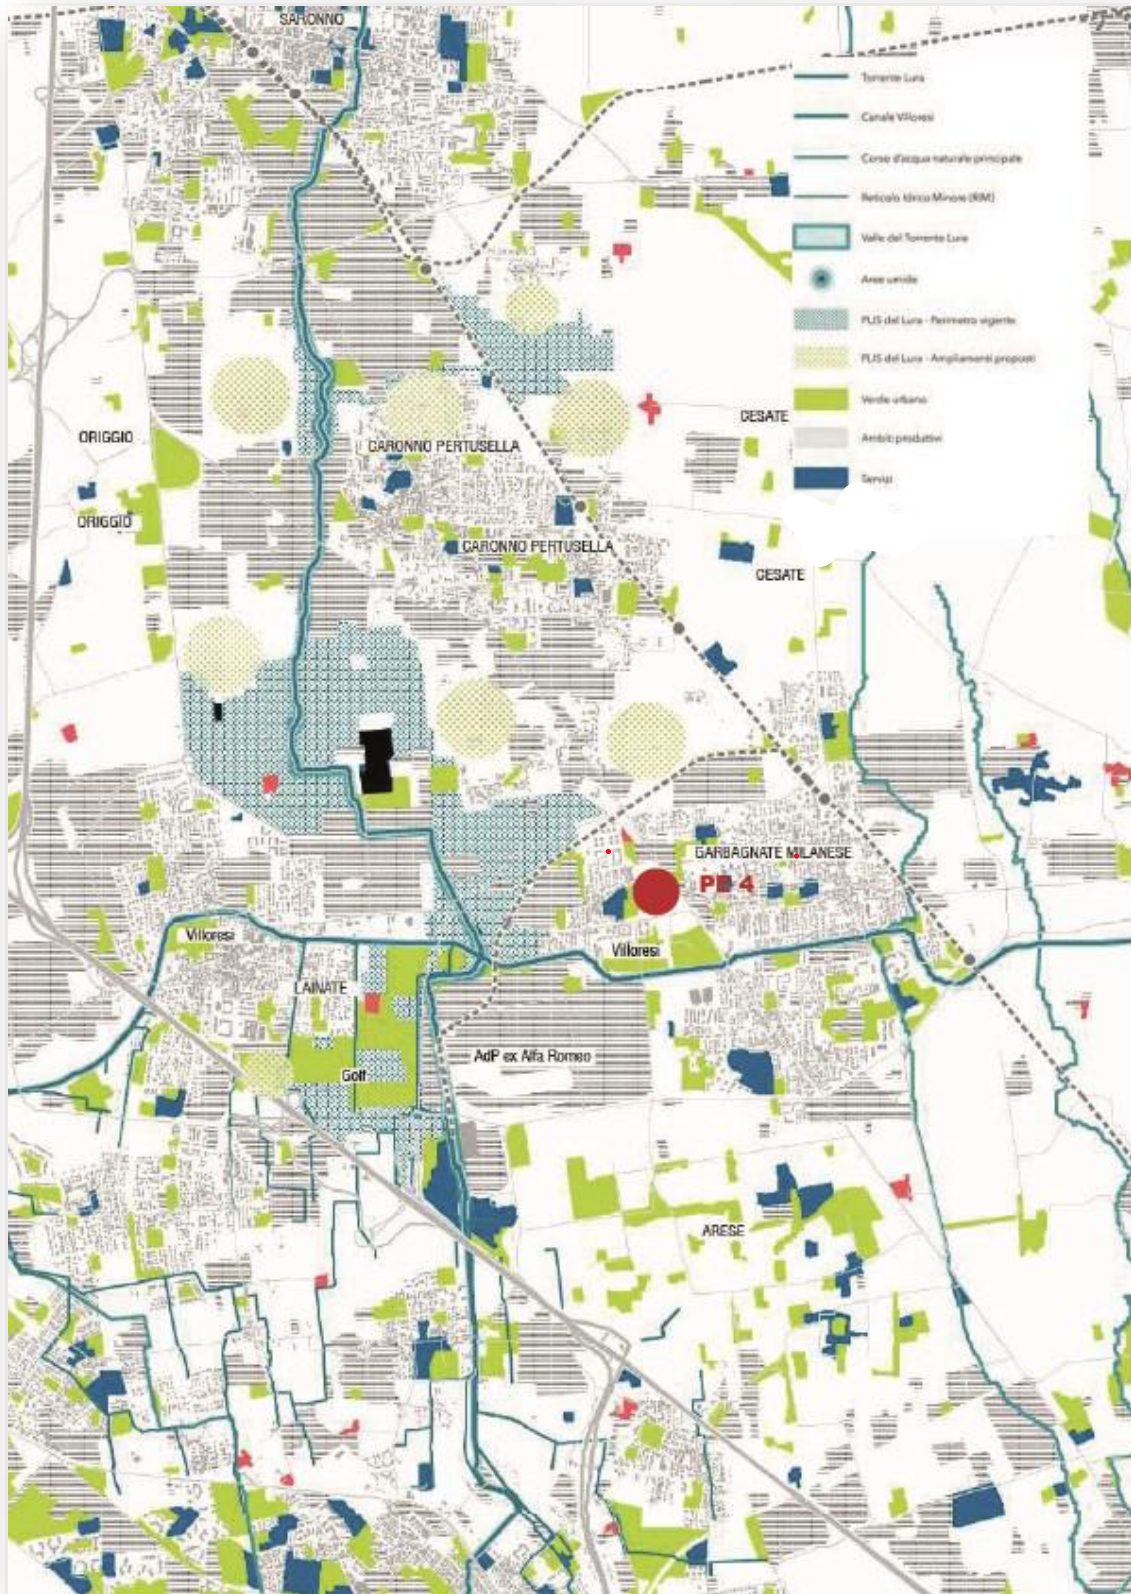 SARONNO
Torrente Lura
Canale Villoresi
Corso d'acqua naturale principale
Reticolo Idrico Minore (RIM)
Valle del Torrente Lura
Aree umide
PLIS del Lura - Perimetro vigente
PLIS del Lura - Ampliamenti proposti
Verde urbano
Ambiti produttivi
Servizi
CESATE
ORIGGIO
CARONNO PERTUSELLA
ORIGGIO
CARONNO PERTUSELLA
CESATE
GARBAGNATE MILANESE
PE 4
Villoresi
Villoresi
LAINATE
AdP ex Alfa Romeo
Golf
ARESE